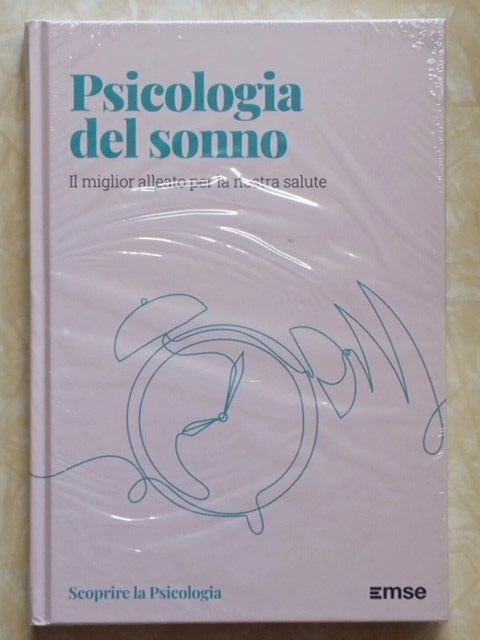 Psicologia
del sonno
Il miglior alleato per la nostra salute
Scoprire la Psicologia
Emse